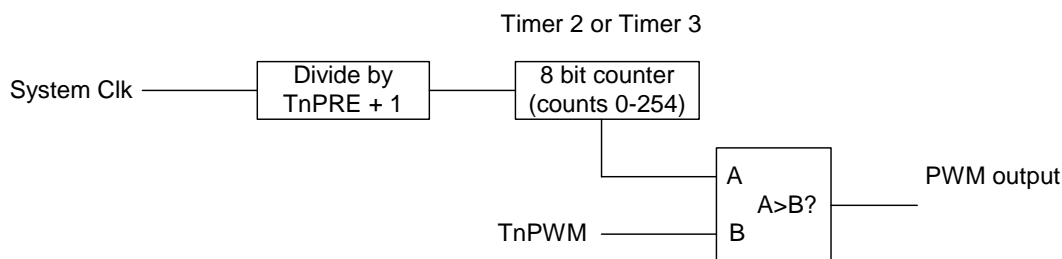 Timer 2 or Timer 3
System Clk
Divide by
TnPRE + 1
8 bit counter
(counts 0-254)
A
PWM output
A>B?
TnPWM
B